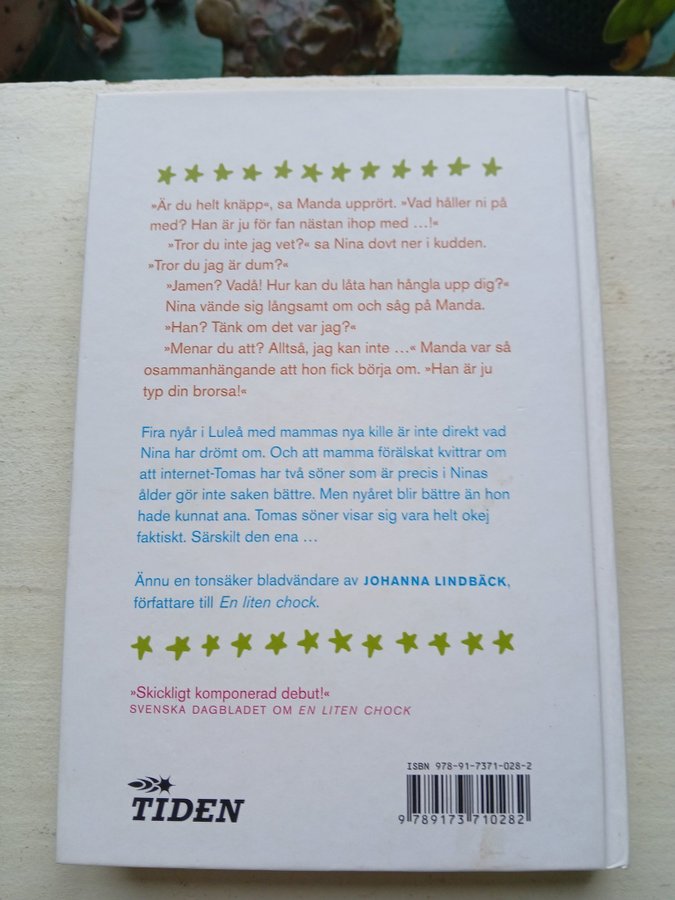 »Är du helt knäpp«, sa Manda upprört. »Vad håller ni på
med? Han är ju för fan nästan ihop med …!«
»Tror du inte jag vet?« sa Nina dovt ner i kudden.
»Tror du jag är dum?«
»Jamen? Vadå! Hur kan du låta han hångla upp dig?«
Nina vände sig långsamt om och såg på Manda.
»Han? Tänk om det var jag?«
»Menar du att? Alltså, jag kan inte …« Manda var så
osammanhängande att hon fick börja om. »Han är ju
typ din brorsa!«
Fira nyår i Luleå med mammas nya kille är inte direkt vad
Nina har drömt om. Och att mamma förälskat kvittrar om
att internet-Tomas har två söner som är precis i Ninas
ålder gör inte saken bättre. Men nyåret blir bättre än hon
hade kunnat ana. Tomas söner visar sig vara helt okej
faktiskt. Särskilt den ena …
Ännu en tonsäker bladvändare av JOHANNA LINDBÄCK,
författare till En liten chock.
»Skickligt komponerad debut!«
SVENSKA DAGBLADET OM EN LITEN CHOCK
ISBN 978-91-7371-028-2
TIDEN
9 789173 710282